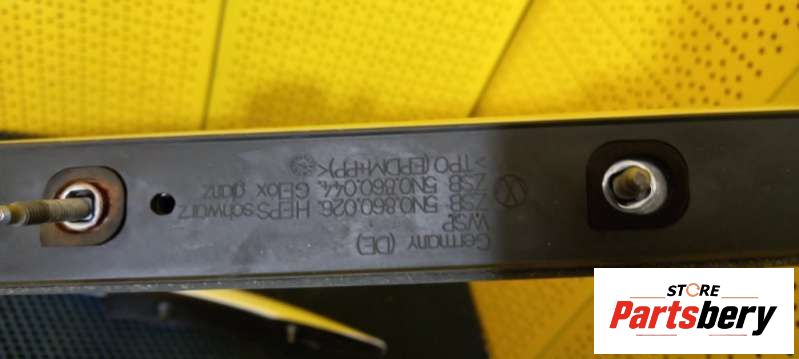 Germany (DE)
WSP
ZSB 5N0.860.026, HEPS schwarz
ZSB 5N0.860.044, GElox glanz
>TPO (EPDM+PP)<
STORE
Partsbery